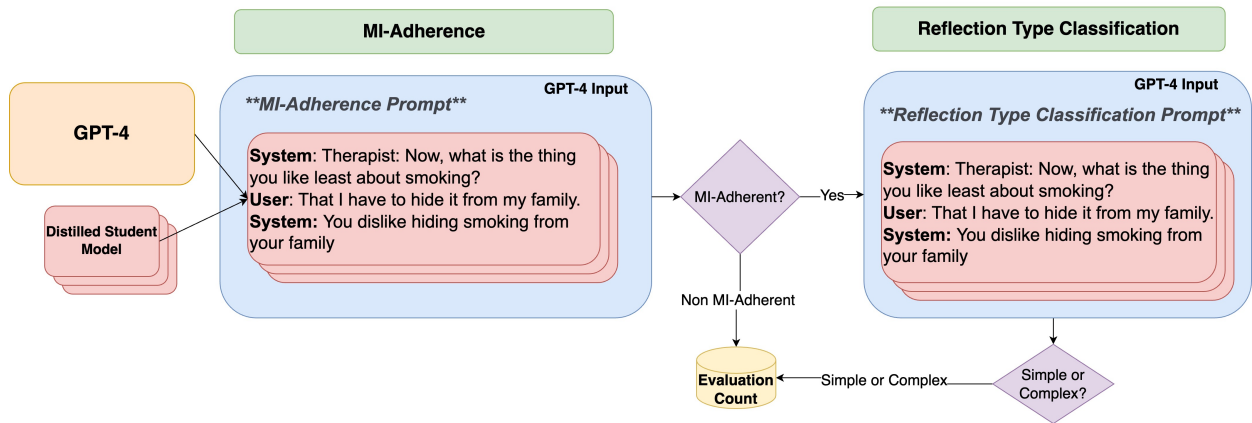 MI-Adherence
Reflection Type Classification
GPT-4
Distilled Student
Model
GPT-4 Input
**MI-Adherence Prompt**
System: Therapist: Now, what is the thing
you like least about smoking?
User: That I have to hide it from my family.
System: You dislike hiding smoking from
your family
MI-Adherent?
Yes
Non MI-Adherent
GPT-4 Input
**Reflection Type Classification Prompt**
System: Therapist: Now, what is the thing
you like least about smoking?
User: That I have to hide it from my family.
System: You dislike hiding smoking from
your family
Simple or
Complex?
Simple or Complex
Evaluation
Count